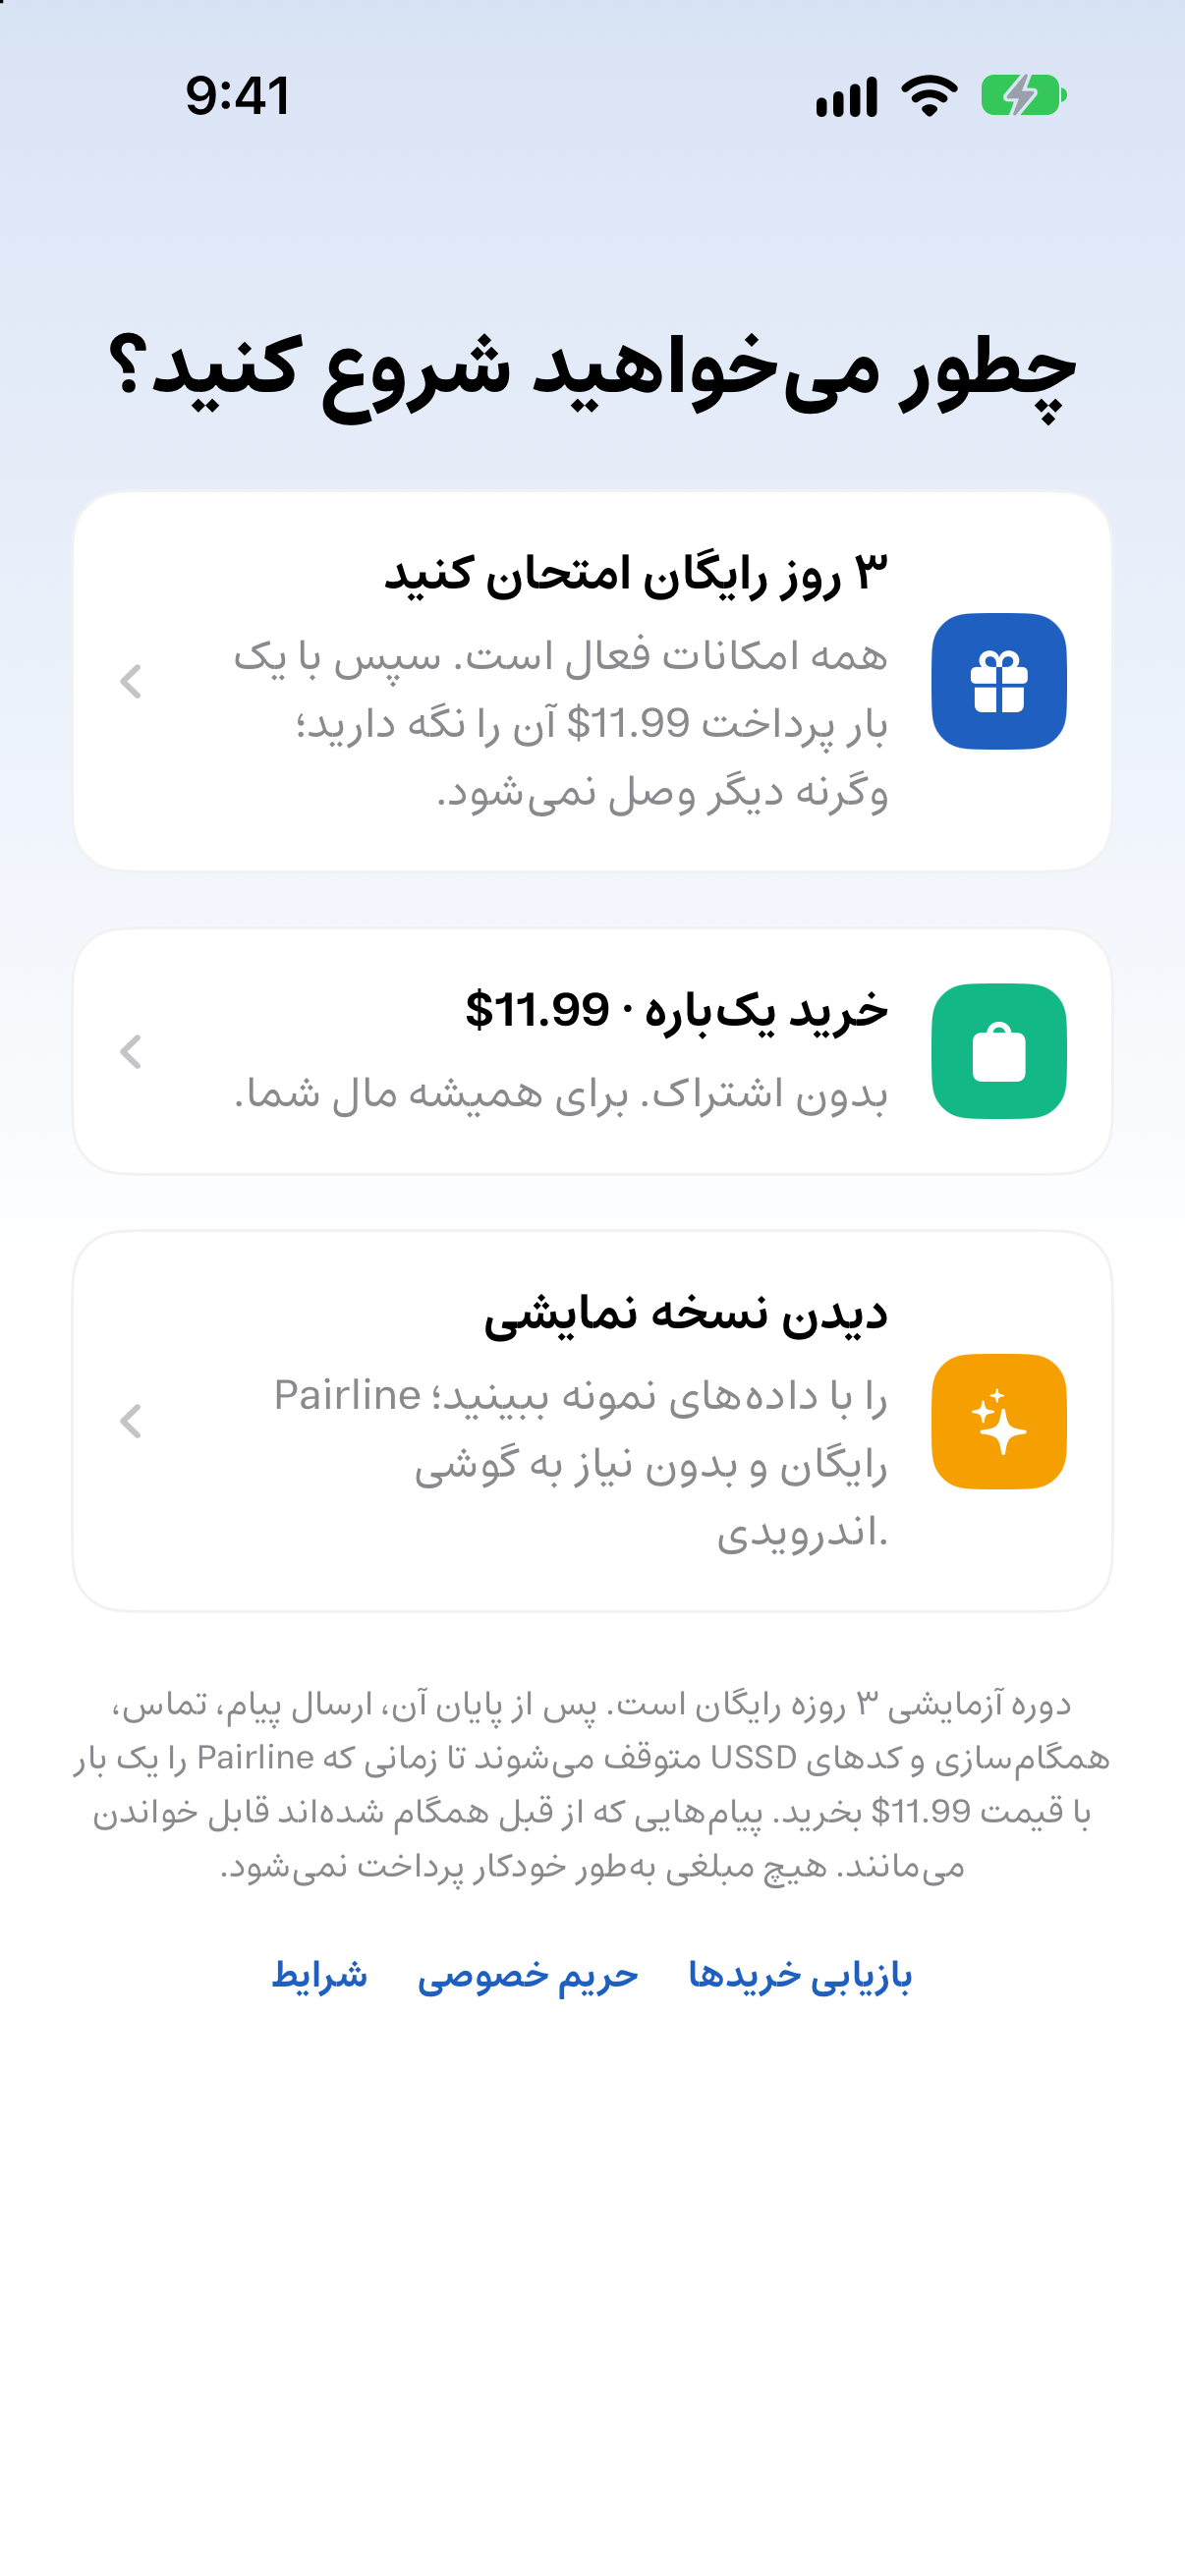 9:41
چطور می‌خواهید شروع کنید؟
۳ روز رایگان امتحان کنید
همه امکانات فعال است. سپس با یک
بار پرداخت $11.99 آن را نگه دارید؛
وگرنه دیگر وصل نمی‌شود.
خرید یک‌باره · $11.99
بدون اشتراک. برای همیشه مال شما.
دیدن نسخه نمایشی
Pairline را با داده‌های نمونه ببینید؛
رایگان و بدون نیاز به گوشی
اندرویدی.
دوره آزمایشی ۳ روزه رایگان است. پس از پایان آن، ارسال پیام، تماس،
همگام‌سازی و کدهای USSD متوقف می‌شوند تا زمانی که Pairline را یک بار
با قیمت $11.99 بخرید. پیام‌هایی که از قبل همگام شده‌اند قابل خواندن
می‌مانند. هیچ مبلغی به‌طور خودکار پرداخت نمی‌شود.
بازیابی خریدها حریم خصوصی شرایط